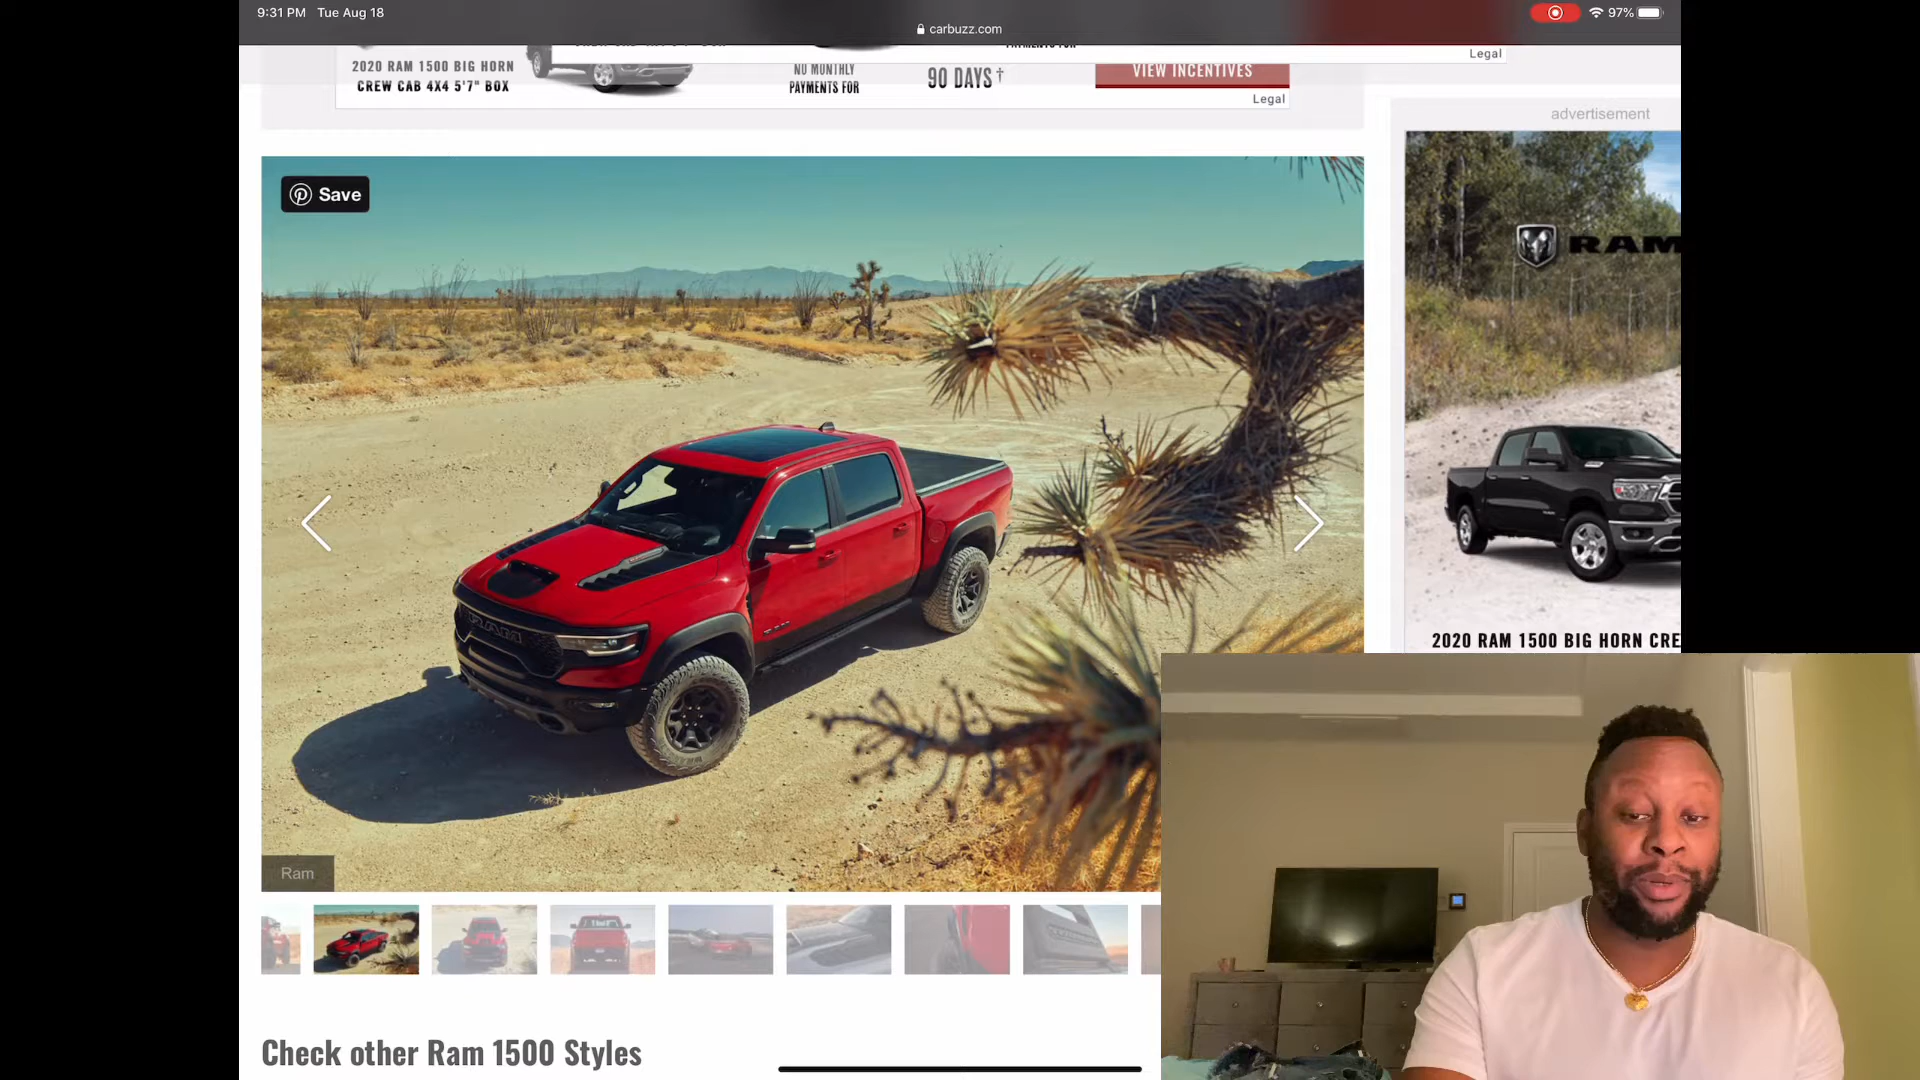 9:31 PM Tue Aug 18
97%
carbuzz.com
Legal
2020 RAM 1500 BIG HORN
CREW CAB 4X4 5'7" BOX
NO MONTHLY
PAYMENTS FOR
90 DAYS†
VIEW INCENTIVES
Legal
advertisement
Save
RAM
RAM
2020 RAM 1500 BIG HORN CRE
Ram
Check other Ram 1500 Styles